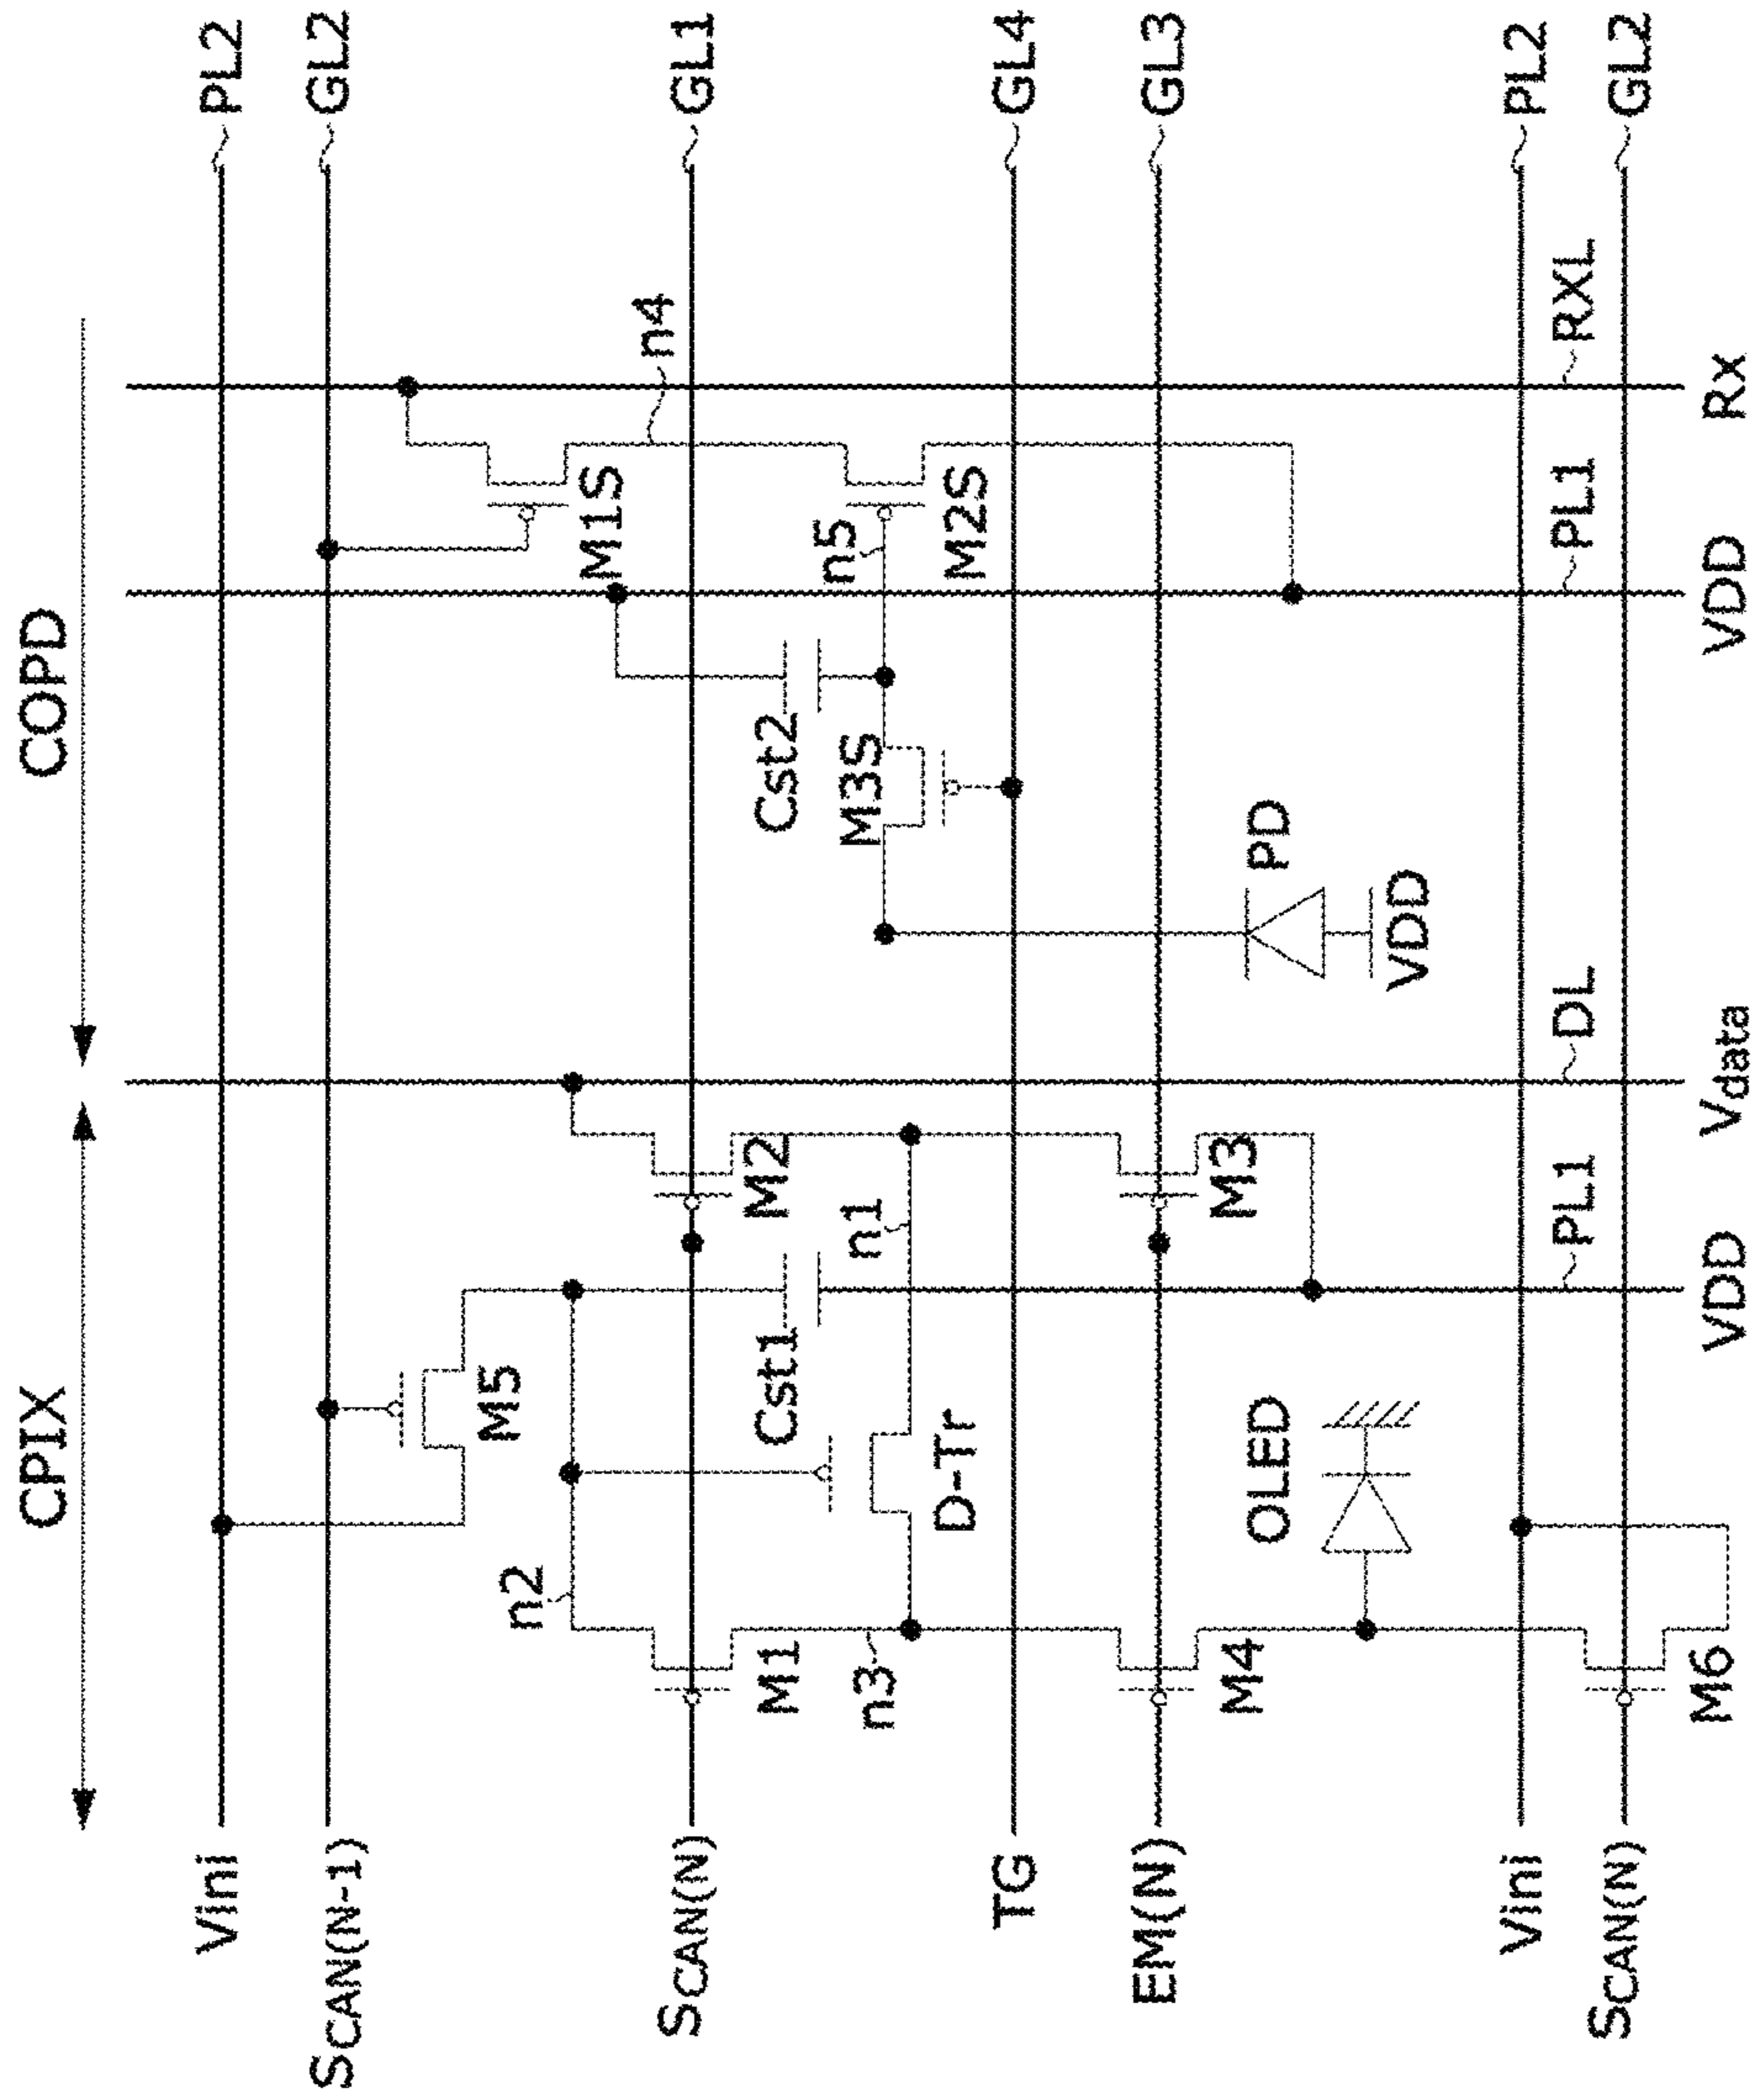 CPIX
COPD
Vini
PL2
SCAN(N-1)
GL2
M5
n2
M1S
n4
SCAN(N)
GL1
M1
M2
Cst1
Cst2
n3
n1
M3S
n5
D-Tr
M2S
TG
GL4
EM(N)
GL3
M4
M3
OLED
PD
VDD
Vini
PL2
PL1
DL
PL1
RXL
SCAN(N)
GL2
M6
VDD
Vdata
VDD
Rx